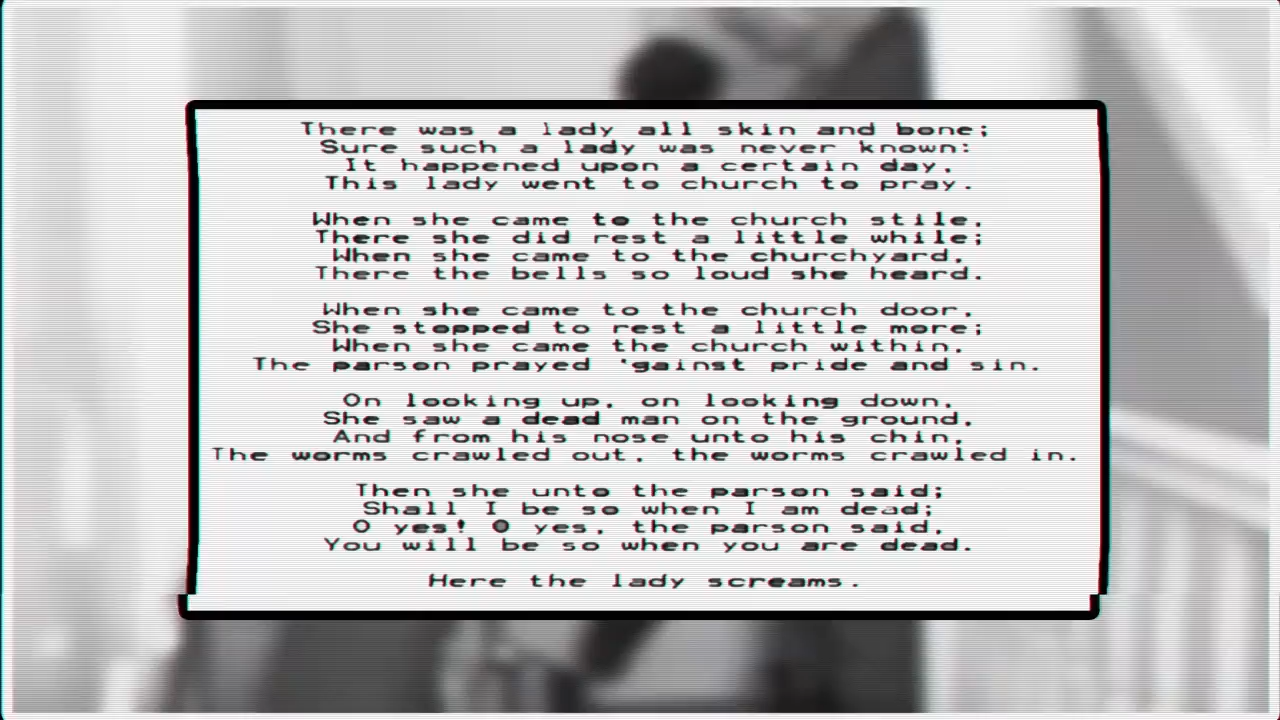 There was a lady all skin and bone;
Sure such a lady was never known:
It happened upon a certain day,
This lady went to church to pray.
When she came to the church stile,
There she did rest a little while;
When she came to the churchyard,
There the bells so loud she heard.
When she came to the church door,
She stopped to rest a little more;
When she came the church within,
The parson prayed 'gainst pride and sin.
On looking up, on looking down,
She saw a dead man on the ground,
And from his nose unto his chin,
The worms crawled out, the worms crawled in.
Then she unto the parson said;
Shall I be so when I am dead;
O yes! O yes, the parson said,
You will be so when you are dead.
Here the lady screams.